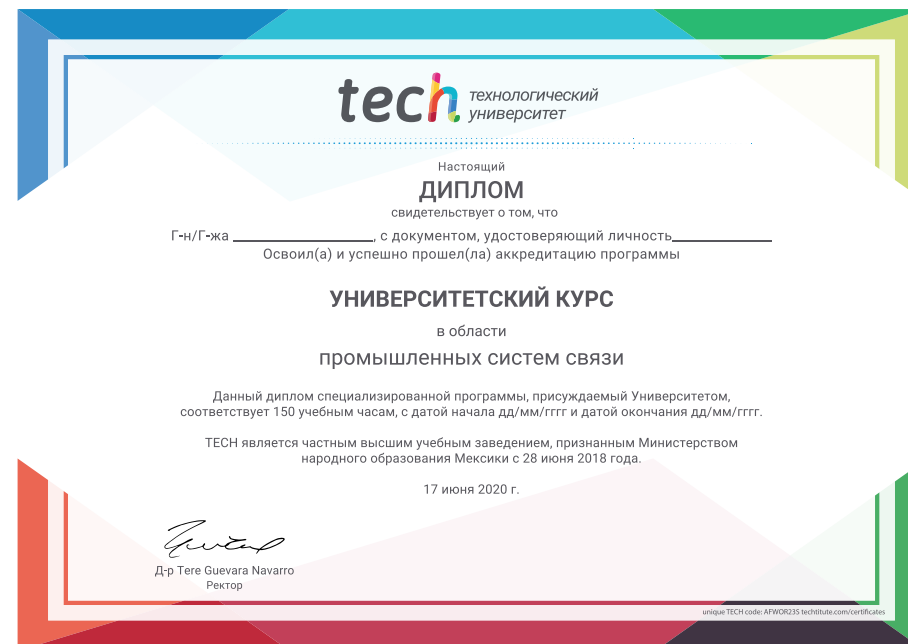 tech технологический
университет
Настоящий
ДИПЛОМ
свидетельствует о том, что
Г-н/Г-жа ____________________, с документом, удостоверяющий личность______________
Освоил(а) и успешно прошел(ла) аккредитацию программы
УНИВЕРСИТЕТСКИЙ КУРС
в области
промышленных систем связи
Данный диплом специализированной программы, присуждаемый Университетом,
соответствует 150 учебным часам, с датой начала дд/мм/гггг и датой окончания дд/мм/гггг.
TECH является частным высшим учебным заведением, признанным Министерством
народного образования Мексики с 28 июня 2018 года.
17 июня 2020 г.
Д-р Tere Guevara Navarro
Ректор
unique TECH code: AFWOR23S techtitute.com/certificates